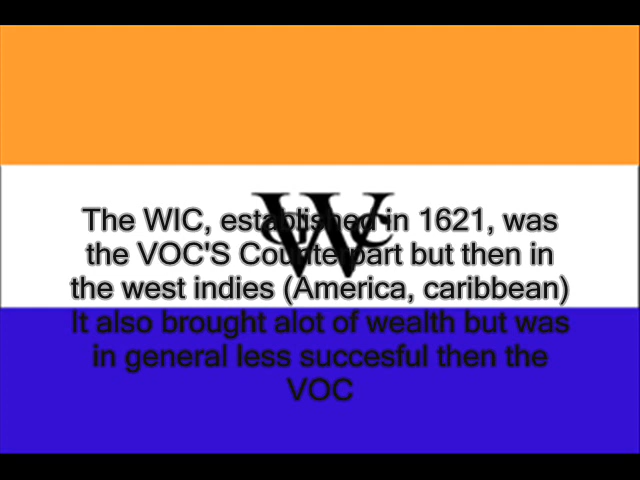 The WIC, established in 1621, was
the VOC'S Counterpart but then in
the west indies (America, caribbean)
It also brought alot of wealth but was
in general less succesful then the
VOC
GWC